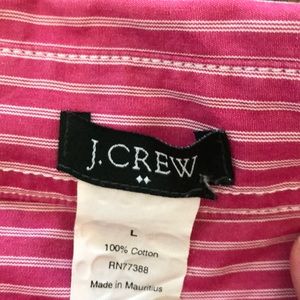 J.CREW
L
100% Cotton
RN77388
Made in Mauritius